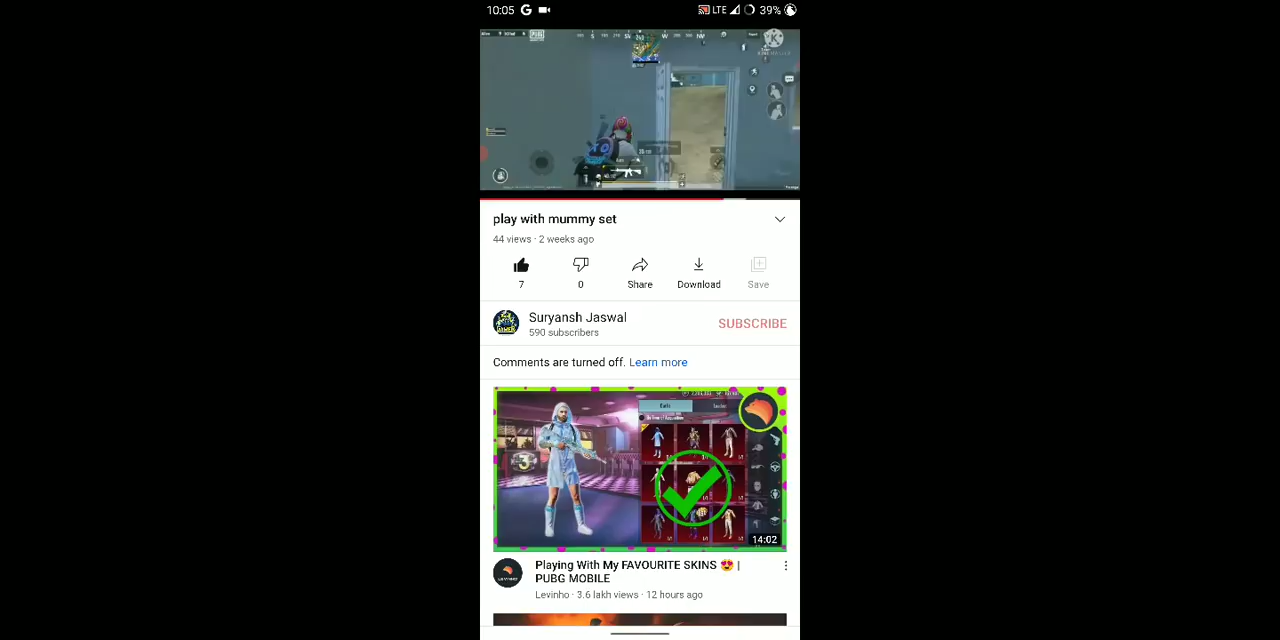 10:05 G LTE 39%
PUBG
play with mummy set
44 views · 2 weeks ago
7 0 Share Download Save
Suryansh Jaswal
590 subscribers
SUBSCRIBE
Comments are turned off. Learn more
3
14:02
Playing With My FAVOURITE SKINS 😍 |
PUBG MOBILE
Levinho · 3.6 lakh views · 12 hours ago